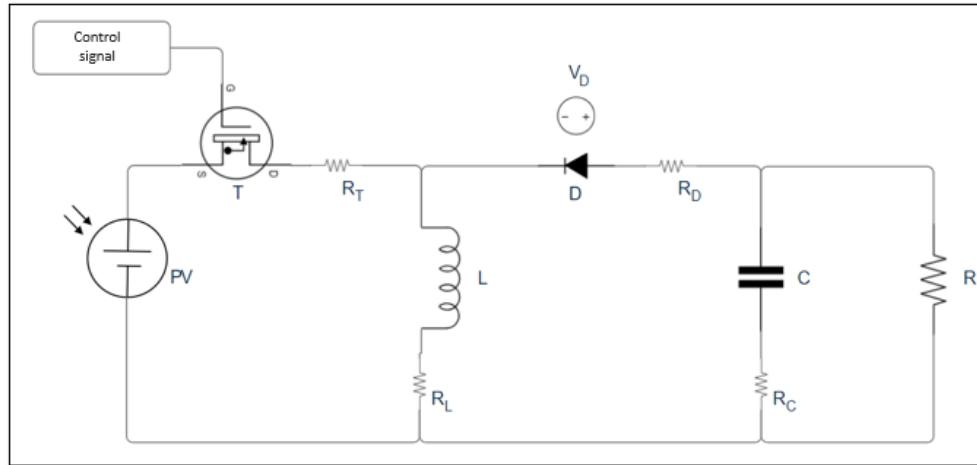 Control
signal
G
V_D
S
D
T
R_T
D
R_D
PV
L
C
R
R_L
R_C